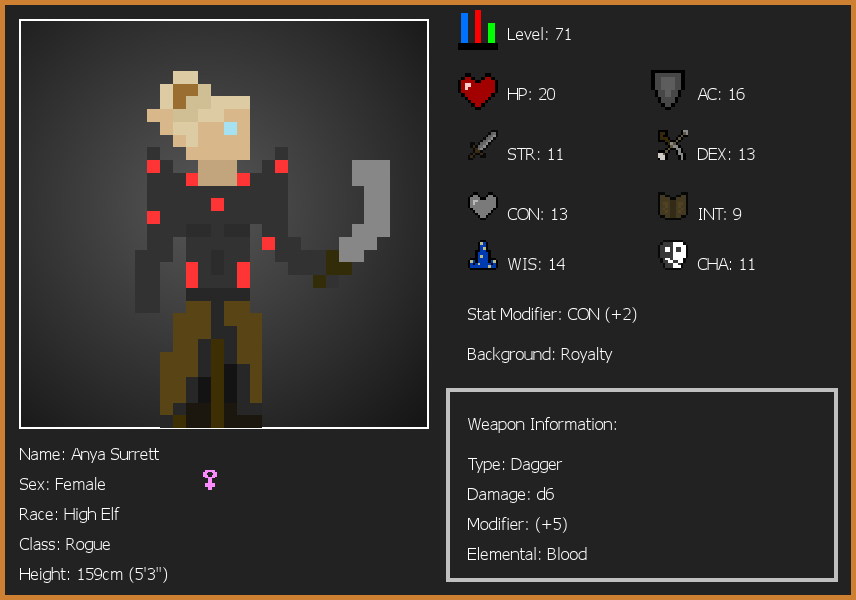 Level: 71
HP: 20
AC: 16
STR: 11
DEX: 13
CON: 13
INT: 9
WIS: 14
CHA: 11
Stat Modifier: CON (+2)
Background: Royalty
Weapon Information:
Type: Dagger
Damage: d6
Modifier: (+5)
Elemental: Blood
Name: Anya Surrett
Sex: Female
Race: High Elf
Class: Rogue
Height: 159cm (5'3")